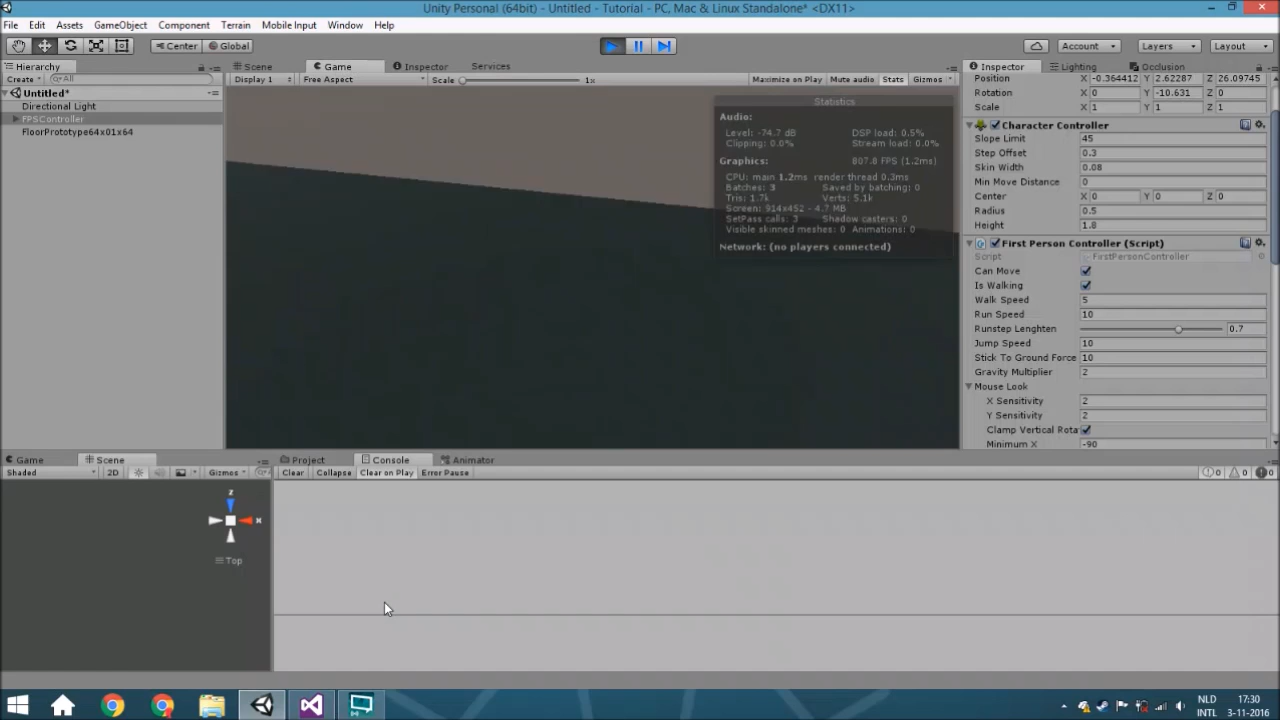 Unity Personal (64bit) - Untitled - Tutorial - PC, Mac & Linux Standalone* <DX11>
File Edit Assets GameObject Component Terrain Mobile Input Window Help
Center Global Account Layers Layout
Hierarchy Scene Game Inspector Services Inspector Lighting Occlusion
Create All Display 1 Free Aspect Scale 1x Maximize on Play Mute audio Stats Gizmos
Position X -0.364412 Y 2.62287 Z 26.09745
Untitled*
Rotation X 0 Y -10.631 Z 0
Directional Light
Scale X 1 Y 1 Z 1
FPSController
FloorPrototype64x01x64
Statistics
Audio:
Level: -74.7 dB DSP load: 0.5%
Clipping: 0.0% Stream load: 0.0%
Graphics: 807.8 FPS (1.2ms)
CPU: main 1.2ms render thread 0.3ms
Batches: 3 Saved by batching: 0
Tris: 1.7k Verts: 5.1k
Screen: 914x452 - 4.7 MB
SetPass calls: 3 Shadow casters: 0
Visible skinned meshes: 0 Animations: 0
Network: (no players connected)
Character Controller
Slope Limit 45
Step Offset 0.3
Skin Width 0.08
Min Move Distance 0
Center X 0 Y 0 Z 0
Radius 0.5
Height 1.8
First Person Controller (Script)
Script FirstPersonController
Can Move
Is Walking
Walk Speed 5
Run Speed 10
Runstep Lenghten 0.7
Jump Speed 10
Stick To Ground Force 10
Gravity Multiplier 2
Mouse Look
X Sensitivity 2
Y Sensitivity 2
Clamp Vertical Rota
Minimum X -90
Game Scene Project Console Animator
Shaded 2D Gizmos Clear Collapse Clear on Play Error Pause 0 0 0
z
x
Top
NLD 17:30
INTL 3-11-2016